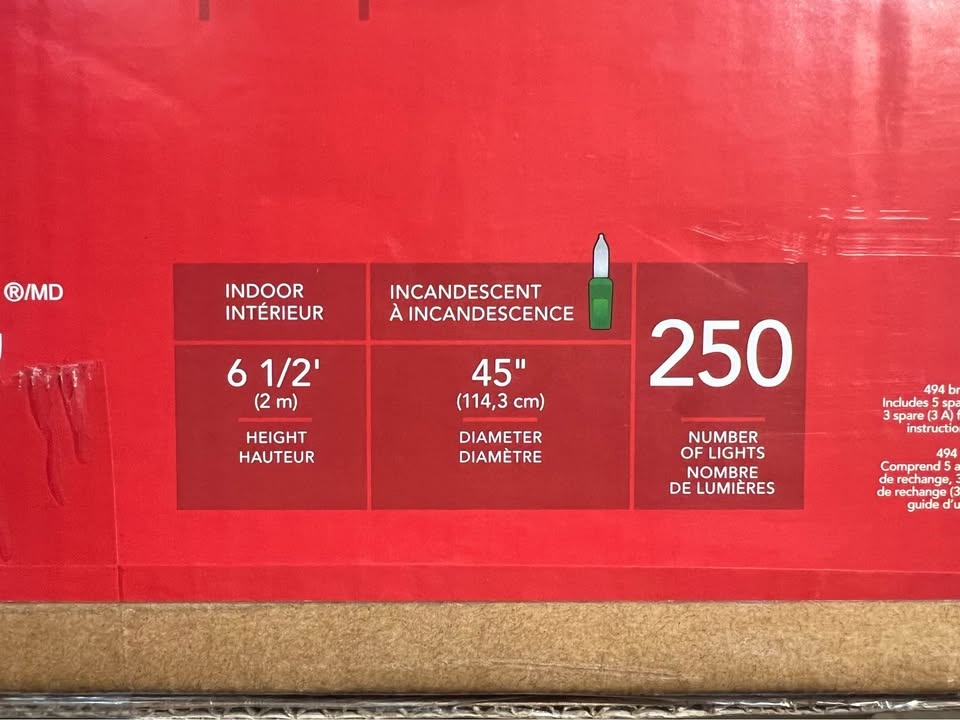 ®/MD
INDOOR
INTÉRIEUR
INCANDESCENT
À INCANDESCENCE
6 1/2'
(2 m)
HEIGHT
HAUTEUR
45"
(114,3 cm)
DIAMETER
DIAMÈTRE
250
NUMBER
OF LIGHTS
NOMBRE
DE LUMIÈRES
494
Includes 5
3 spare (3 A)
494
Comprend 5
de rechange,
de rechange (3
guide